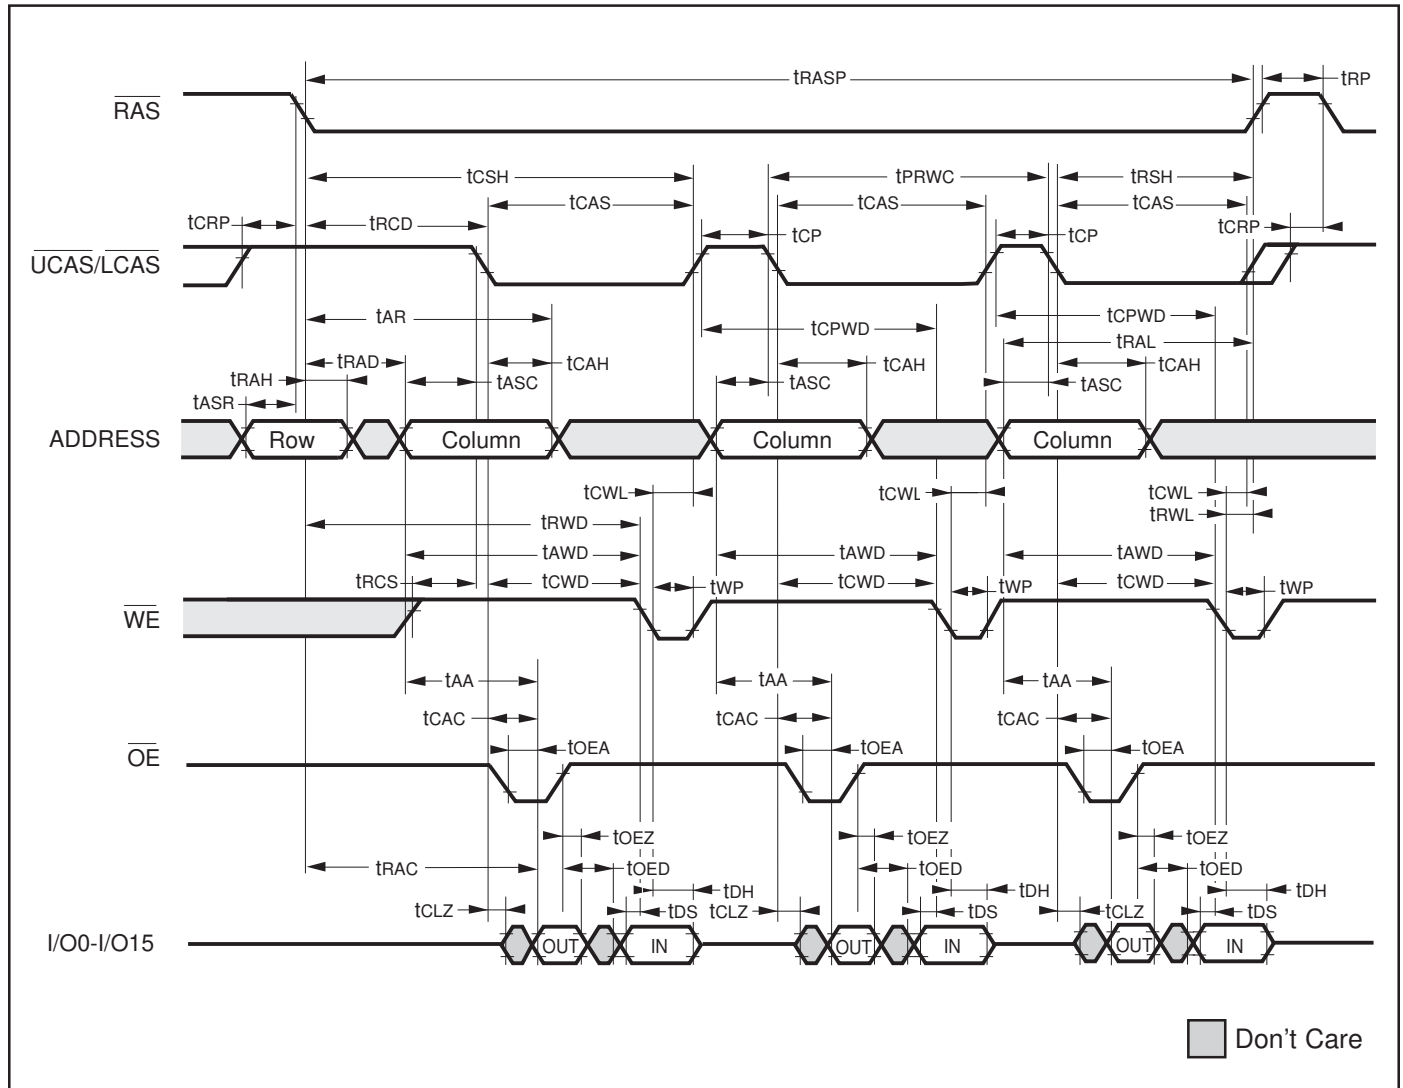 tRASP tRP
RAS
tCSH tPRWC tRSH
tCAS tCAS tCAS
tCRP tRCD tCP tCP tCRP
UCAS/LCAS
tAR tCPWD tCPWD
tRAL
tRAD tCAH tCAH tCAH
tRAH tASC tASC tASC
tASR
ADDRESS Row Column Column Column
tCWL tCWL tCWL
tRWD tRWL
tAWD tAWD tAWD
tRCS tCWD tWP tCWD tWP tCWD tWP
WE
tAA tAA tAA
tCAC tCAC tCAC
OE tOEA tOEA tOEA
tOEZ tOEZ tOEZ
tRAC tOED tOED tOED
tDH tDH tDH
tCLZ tDS tCLZ tDS tCLZ tDS
I/O0-I/O15 OUT IN OUT IN OUT IN
Don't Care